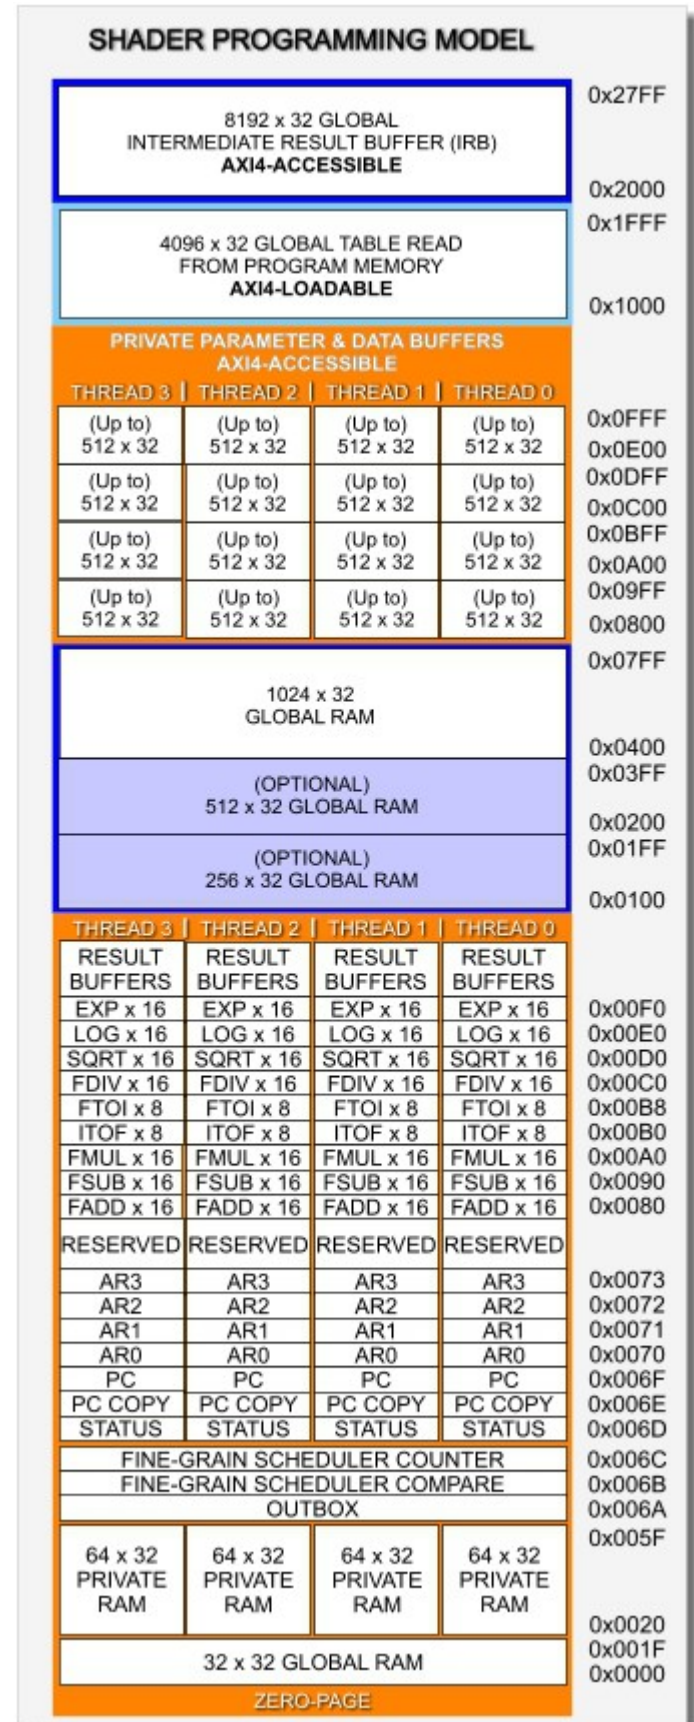 SHADER PROGRAMMING MODEL
0x27FF
8192 x 32 GLOBAL
INTERMEDIATE RESULT BUFFER (IRB)
AXI4-ACCESSIBLE
0x2000
0x1FFF
4096 x 32 GLOBAL TABLE READ
FROM PROGRAM MEMORY
AXI4-LOADABLE
0x1000
PRIVATE PARAMETER & DATA BUFFERS
AXI4-ACCESSIBLE
THREAD 3 | THREAD 2 | THREAD 1 | THREAD 0
(Up to) (Up to) (Up to) (Up to) 0x0FFF
512 x 32 512 x 32 512 x 32 512 x 32 0x0E00
(Up to) (Up to) (Up to) (Up to) 0x0DFF
512 x 32 512 x 32 512 x 32 512 x 32 0x0C00
(Up to) (Up to) (Up to) (Up to) 0x0BFF
512 x 32 512 x 32 512 x 32 512 x 32 0x0A00
(Up to) (Up to) (Up to) (Up to) 0x09FF
512 x 32 512 x 32 512 x 32 512 x 32 0x0800
0x07FF
1024 x 32
GLOBAL RAM
0x0400
0x03FF
(OPTIONAL)
512 x 32 GLOBAL RAM
0x0200
0x01FF
(OPTIONAL)
256 x 32 GLOBAL RAM
0x0100
THREAD 3 | THREAD 2 | THREAD 1 | THREAD 0
RESULT RESULT RESULT RESULT
BUFFERS BUFFERS BUFFERS BUFFERS
EXP x 16 EXP x 16 EXP x 16 EXP x 16 0x00F0
LOG x 16 LOG x 16 LOG x 16 LOG x 16 0x00E0
SQRT x 16 SQRT x 16 SQRT x 16 SQRT x 16 0x00D0
FDIV x 16 FDIV x 16 FDIV x 16 FDIV x 16 0x00C0
FTOI x 8 FTOI x 8 FTOI x 8 FTOI x 8 0x00B8
ITOF x 8 ITOF x 8 ITOF x 8 ITOF x 8 0x00B0
FMUL x 16 FMUL x 16 FMUL x 16 FMUL x 16 0x00A0
FSUB x 16 FSUB x 16 FSUB x 16 FSUB x 16 0x0090
FADD x 16 FADD x 16 FADD x 16 FADD x 16 0x0080
RESERVED RESERVED RESERVED RESERVED
AR3 AR3 AR3 AR3 0x0073
AR2 AR2 AR2 AR2 0x0072
AR1 AR1 AR1 AR1 0x0071
AR0 AR0 AR0 AR0 0x0070
PC PC PC PC 0x006F
PC COPY PC COPY PC COPY PC COPY 0x006E
STATUS STATUS STATUS STATUS 0x006D
FINE-GRAIN SCHEDULER COUNTER 0x006C
FINE-GRAIN SCHEDULER COMPARE 0x006B
OUTBOX 0x006A
0x005F
64 x 32 64 x 32 64 x 32 64 x 32
PRIVATE PRIVATE PRIVATE PRIVATE
RAM RAM RAM RAM
0x0020
0x001F
32 x 32 GLOBAL RAM
0x0000
ZERO-PAGE